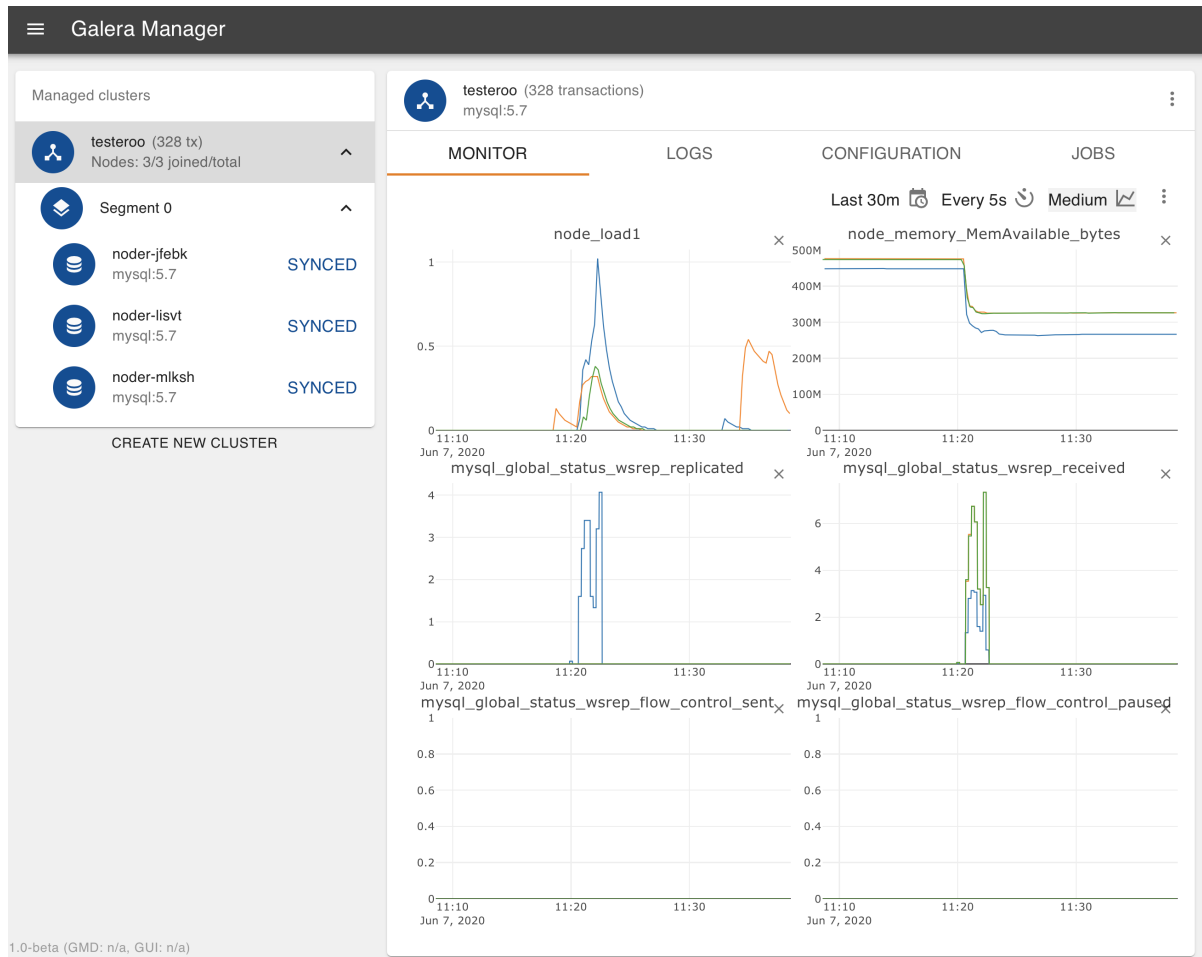 Galera Manager
Managed clusters
testeroo (328 tx)
Nodes: 3/3 joined/total
Segment 0
noder-jfebk
mysql:5.7
SYNCED
noder-lisvt
mysql:5.7
SYNCED
noder-mlksh
mysql:5.7
SYNCED
CREATE NEW CLUSTER
1.0-beta (GMD: n/a, GUI: n/a)
testeroo (328 transactions)
mysql:5.7
MONITOR LOGS CONFIGURATION JOBS
Last 30m Every 5s Medium
node_load1
1
0.5
0
11:10 11:20 11:30
Jun 7, 2020
node_memory_MemAvailable_bytes
500M
400M
300M
200M
100M
0
11:10 11:20 11:30
Jun 7, 2020
mysql_global_status_wsrep_replicated
4
3
2
1
0
11:10 11:20 11:30
Jun 7, 2020
mysql_global_status_wsrep_received
6
4
2
0
11:10 11:20 11:30
Jun 7, 2020
mysql_global_status_wsrep_flow_control_sent
1
0.8
0.6
0.4
0.2
0
11:10 11:20 11:30
Jun 7, 2020
mysql_global_status_wsrep_flow_control_paused
1
0.8
0.6
0.4
0.2
0
11:10 11:20 11:30
Jun 7, 2020